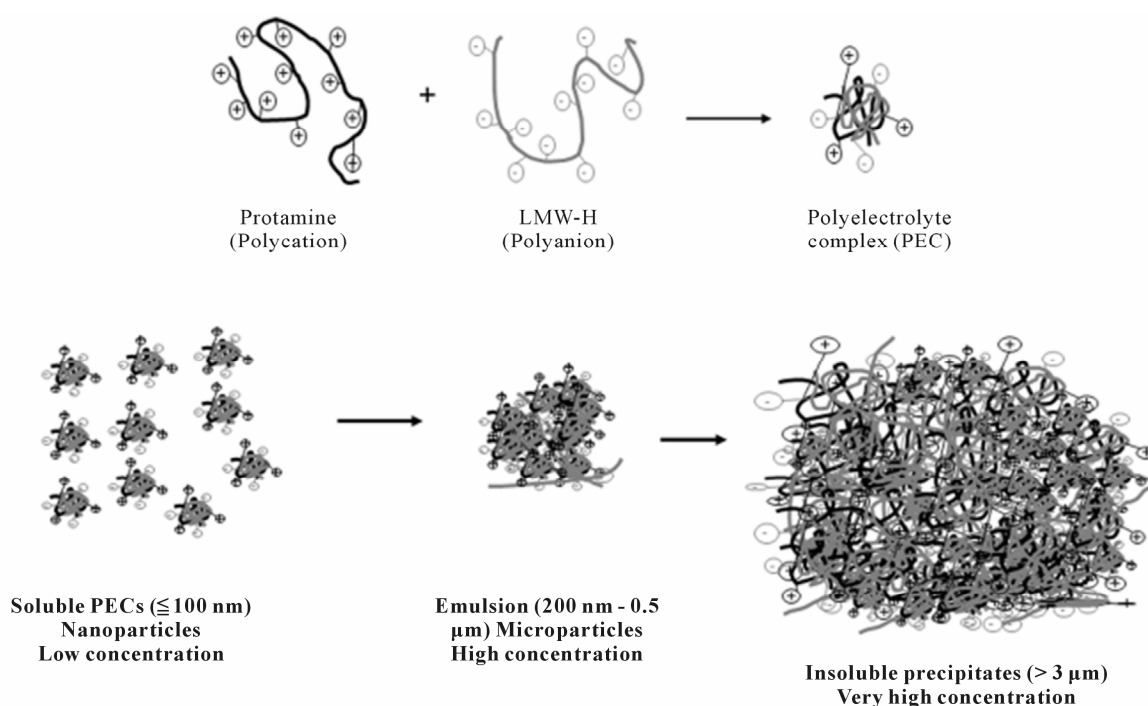 Protamine
(Polycation)
+
LMW-H
(Polyanion)
Polyelectrolyte
complex (PEC)
Soluble PECs (≦100 nm)
Nanoparticles
Low concentration
Emulsion (200 nm - 0.5
μm) Microparticles
High concentration
Insoluble precipitates (> 3 μm)
Very high concentration